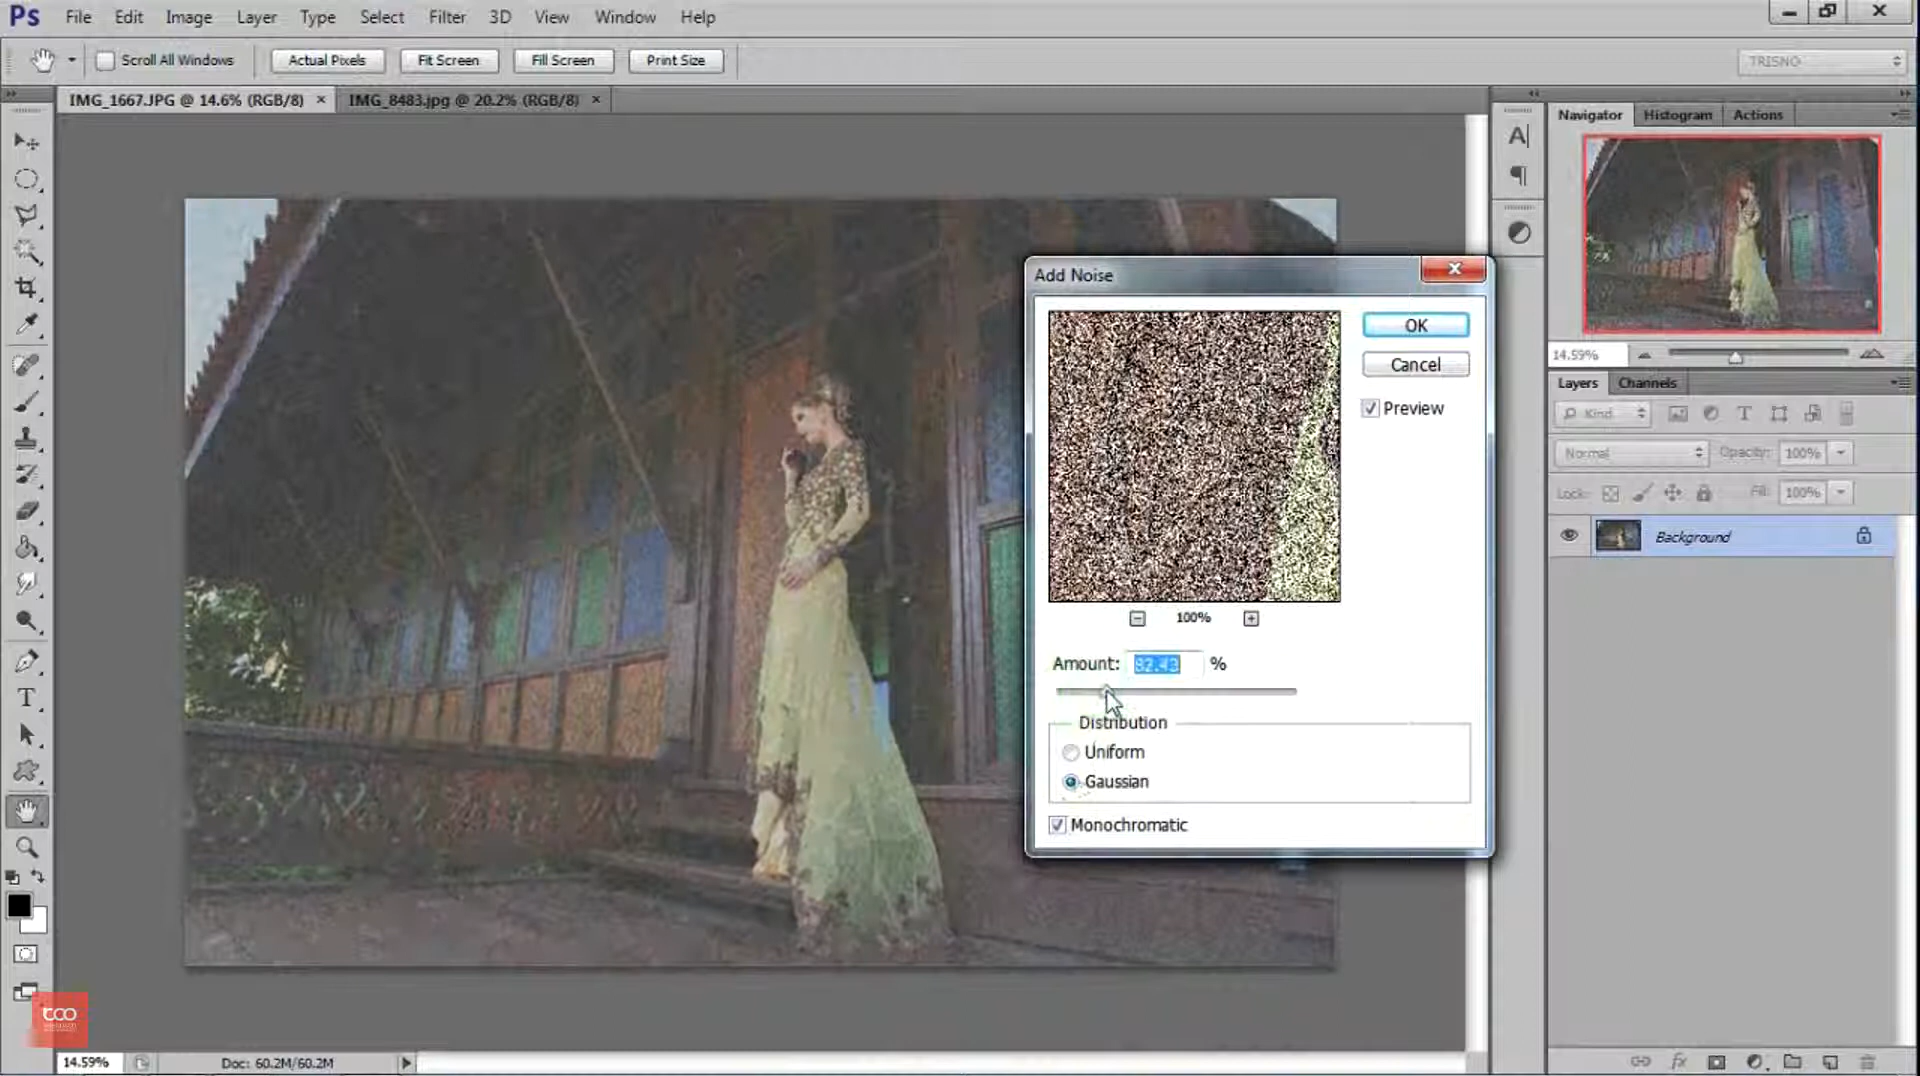 Ps File Edit Image Layer Type Select Filter 3D View Window Help
Scroll All Windows Actual Pixels Fit Screen Fill Screen Print Size TRISNO
IMG_1667.JPG @ 14.6% (RGB/8) × IMG_8483.jpg @ 20.2% (RGB/8) ×
Navigator Histogram Actions
14.59%
Layers Channels
Kind
Normal Opacity: 100%
Lock: Fill: 100%
Background
Add Noise
OK
Cancel
Preview
100%
Amount: 92.43 %
Distribution
Uniform
Gaussian
Monochromatic
T
tco
14.59% Doc: 60.2M/60.2M